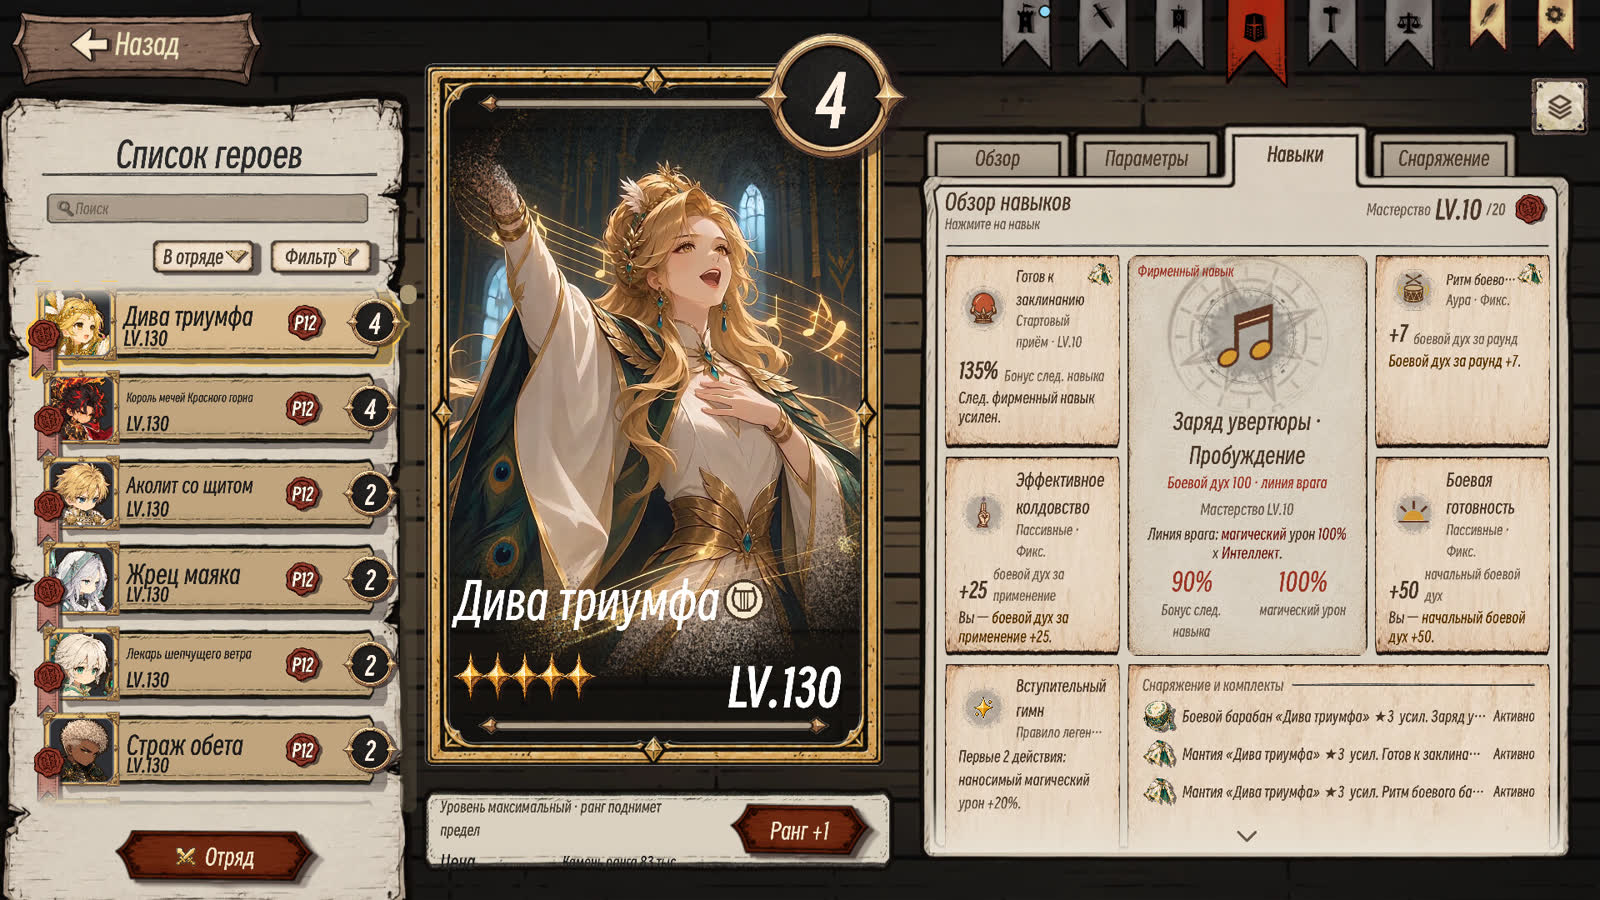 Назад
Список героев
Поиск
В отряде
Фильтр
Дива триумфа
LV.130
P12
4
Король мечей Красного горна
LV.130
P12
4
Аколит со щитом
LV.130
P12
2
Жрец маяка
LV.130
P12
2
Лекарь шепчущего ветра
LV.130
P12
2
Страж обета
LV.130
P12
2
Отряд
4
Дива триумфа
LV.130
Уровень максимальный · ранг поднимет
предел
Цена
Камень ранга 83 тыс
Ранг +1
Обзор
Параметры
Навыки
Снаряжение
Обзор навыков
Нажмите на навык
Мастерство LV.10 /20
Готов к
заклинанию
Стартовый
приём · LV.10
135% Бонус след. навыка
След. фирменный навык
усилен.
Эффективное
колдовство
Пассивные ·
Фикс.
+25 боевой дух за
применение
Вы — боевой дух за
применение +25.
Вступительный
гимн
Правило леген···
Первые 2 действия:
наносимый магический
урон +20%.
Фирменный навык
Заряд увертюры ·
Пробуждение
Боевой дух 100 · линия врага
Мастерство LV.10
Линия врага: магический урон 100%
x Интеллект.
90%
Бонус след.
навыка
100%
магический урон
Ритм боево···
Аура · Фикс.
+7 боевой дух за раунд
Боевой дух за раунд +7.
Боевая
готовность
Пассивные ·
Фикс.
+50 начальный боевой
дух
Вы — начальный боевой
дух +50.
Снаряжение и комплекты
Боевой барабан «Дива триумфа» ★3 усил. Заряд у··· Активно
Мантия «Дива триумфа» ★3 усил. Готов к заклина··· Активно
Мантия «Дива триумфа» ★3 усил. Ритм боевого ба··· Активно